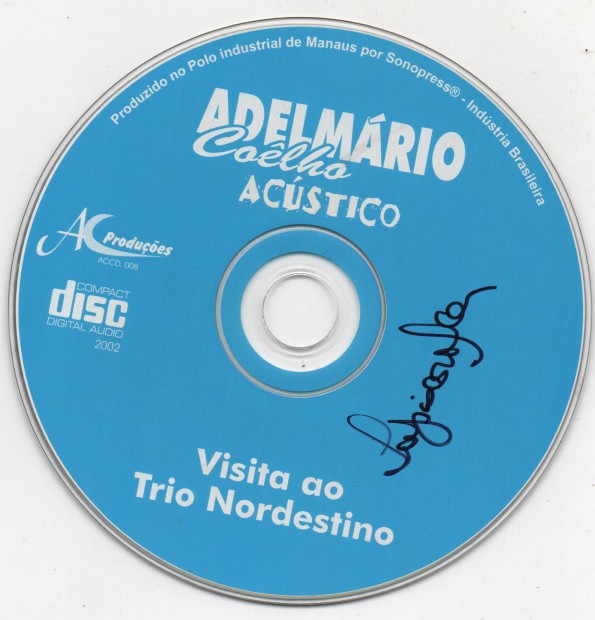 Produzido no Polo industrial de Manaus por Sonopress® - Indústria Brasileira
ADELMÁRIO
Coêlho
ACÚSTICO
AC Produções
ACCD. 008
COMPACT
disc
DIGITAL AUDIO
2002
Visita ao
Trio Nordestino